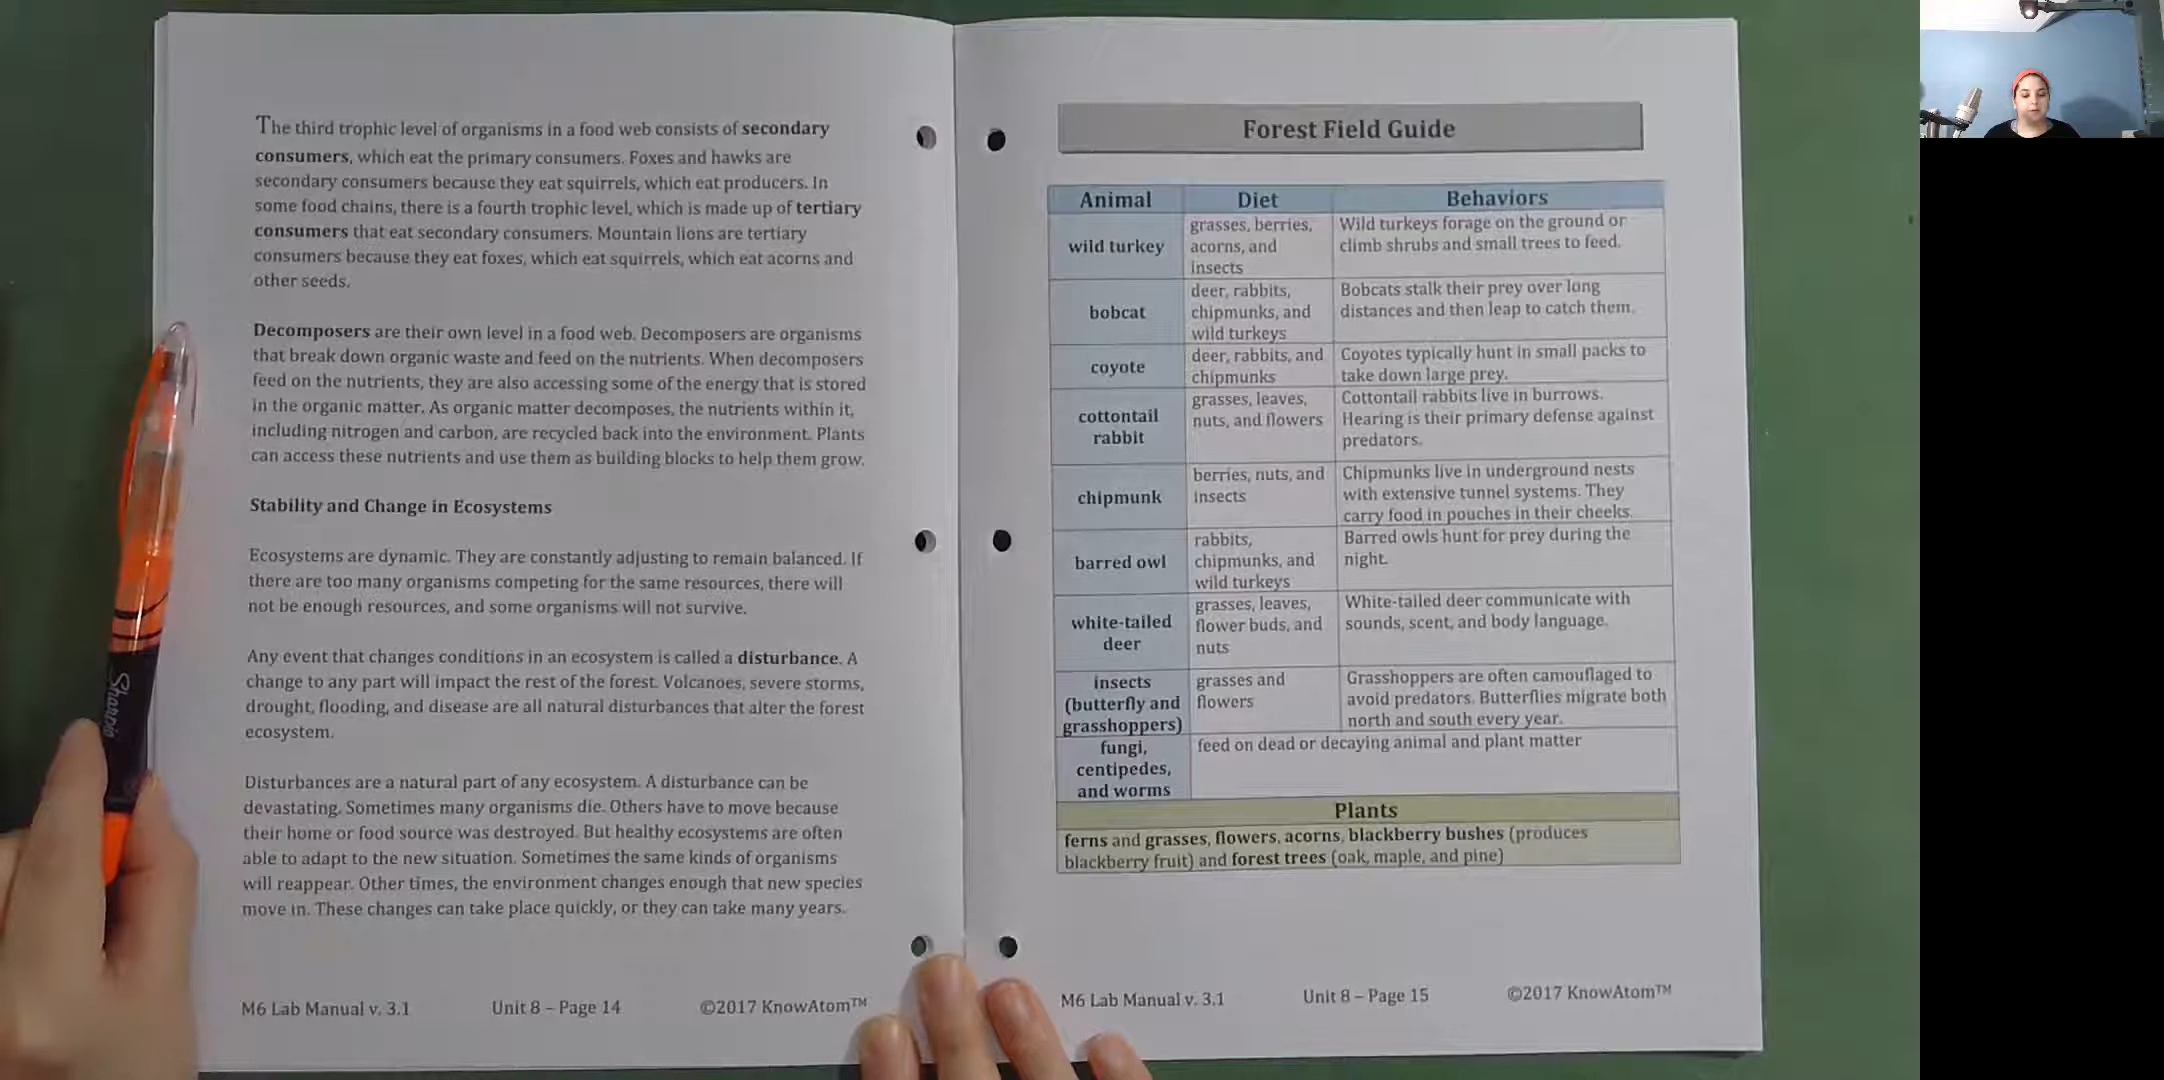 The third trophic level of organisms in a food web consists of secondary
consumers, which eat the primary consumers. Foxes and hawks are
secondary consumers because they eat squirrels, which eat producers. In
some food chains, there is a fourth trophic level, which is made up of tertiary
consumers that eat secondary consumers. Mountain lions are tertiary
consumers because they eat foxes, which eat squirrels, which eat acorns and
other seeds.
Decomposers are their own level in a food web. Decomposers are organisms
that break down organic waste and feed on the nutrients. When decomposers
feed on the nutrients, they are also accessing some of the energy that is stored
in the organic matter. As organic matter decomposes, the nutrients within it,
including nitrogen and carbon, are recycled back into the environment. Plants
can access these nutrients and use them as building blocks to help them grow.
Stability and Change in Ecosystems
Ecosystems are dynamic. They are constantly adjusting to remain balanced. If
there are too many organisms competing for the same resources, there will
not be enough resources, and some organisms will not survive.
Any event that changes conditions in an ecosystem is called a disturbance. A
change to any part will impact the rest of the forest. Volcanoes, severe storms,
drought, flooding, and disease are all natural disturbances that alter the forest
ecosystem.
Disturbances are a natural part of any ecosystem. A disturbance can be
devastating. Sometimes many organisms die. Others have to move because
their home or food source was destroyed. But healthy ecosystems are often
able to adapt to the new situation. Sometimes the same kinds of organisms
will reappear. Other times, the environment changes enough that new species
move in. These changes can take place quickly, or they can take many years.
M6 Lab Manual v. 3.1 Unit 8 – Page 14 ©2017 KnowAtom™
Sharpie
Forest Field Guide
Animal Diet Behaviors
wild turkey
grasses, berries,
acorns, and
insects
Wild turkeys forage on the ground or
climb shrubs and small trees to feed.
bobcat
deer, rabbits,
chipmunks, and
wild turkeys
Bobcats stalk their prey over long
distances and then leap to catch them.
coyote
deer, rabbits, and
chipmunks
Coyotes typically hunt in small packs to
take down large prey.
cottontail
rabbit
grasses, leaves,
nuts, and flowers
Cottontail rabbits live in burrows.
Hearing is their primary defense against
predators.
chipmunk
berries, nuts, and
insects
Chipmunks live in underground nests
with extensive tunnel systems. They
carry food in pouches in their cheeks.
barred owl
rabbits,
chipmunks, and
wild turkeys
Barred owls hunt for prey during the
night.
white-tailed
deer
grasses, leaves,
flower buds, and
nuts
White-tailed deer communicate with
sounds, scent, and body language.
insects
(butterfly and
grasshoppers)
grasses and
flowers
Grasshoppers are often camouflaged to
avoid predators. Butterflies migrate both
north and south every year.
fungi,
centipedes,
and worms
feed on dead or decaying animal and plant matter
Plants
ferns and grasses, flowers, acorns, blackberry bushes (produces
blackberry fruit) and forest trees (oak, maple, and pine)
M6 Lab Manual v. 3.1 Unit 8 – Page 15 ©2017 KnowAtom™